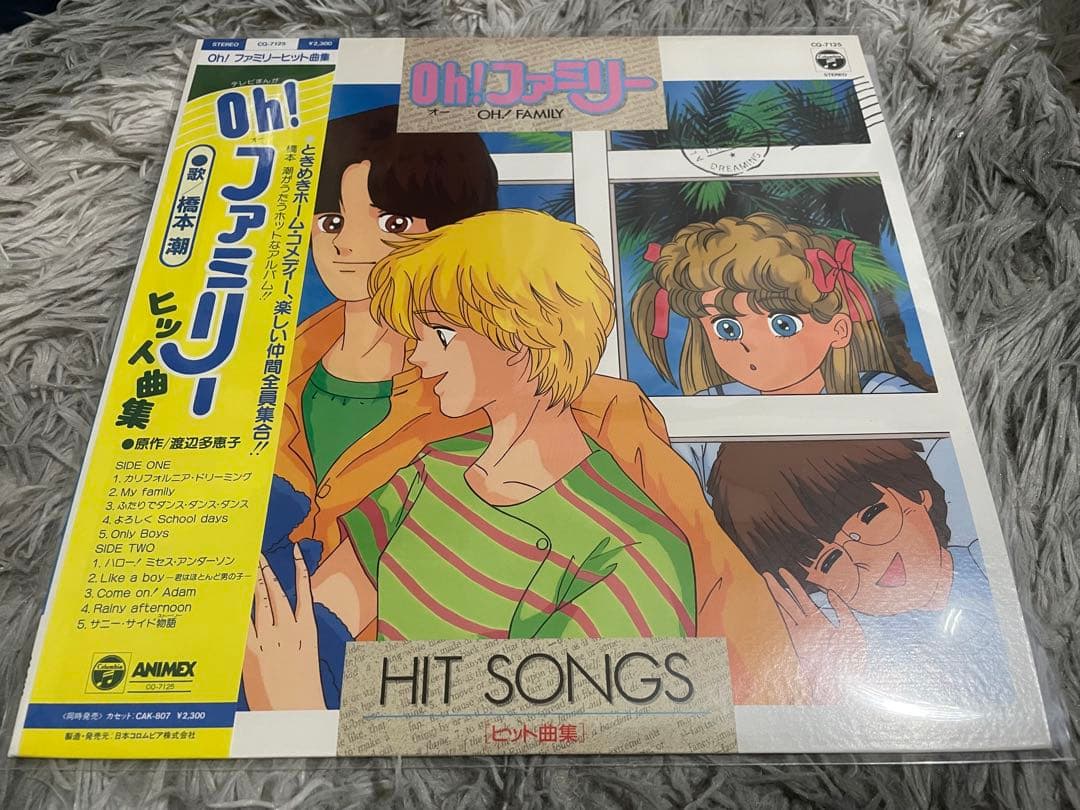 STEREO CQ-7125 ¥2,300
Oh! ファミリーヒット曲集
テレビまんが
Oh!
オー
ファミリー
ヒット曲集
●歌/橋本 潮
・ときめきホーム・コメディー、楽しい仲間全員集合!!
橋本 潮がうたうホットなアルバム!!
●原作/渡辺多恵子
SIDE ONE
1. カリフォルニア・ドリーミング
2. My family
3. ふたりでダンス・ダンス・ダンス
4. よろしく School days
5. Only Boys
SIDE TWO
1. ハロー! ミセス・アンダーソン
2. Like a boy —君はほとんど男の子—
3. Come on! Adam
4. Rainy afternoon
5. サニー・サイド物語
Columbia
ANIMEX
CQ-7125
〈同時発売〉カセット:CAK-807 ¥2,300
製造・発売元:日本コロムビア株式会社
Oh!ファミリー
オー
OH! FAMILY
CQ-7125
STEREO
DREAMING
HIT SONGS
[ヒット曲集]